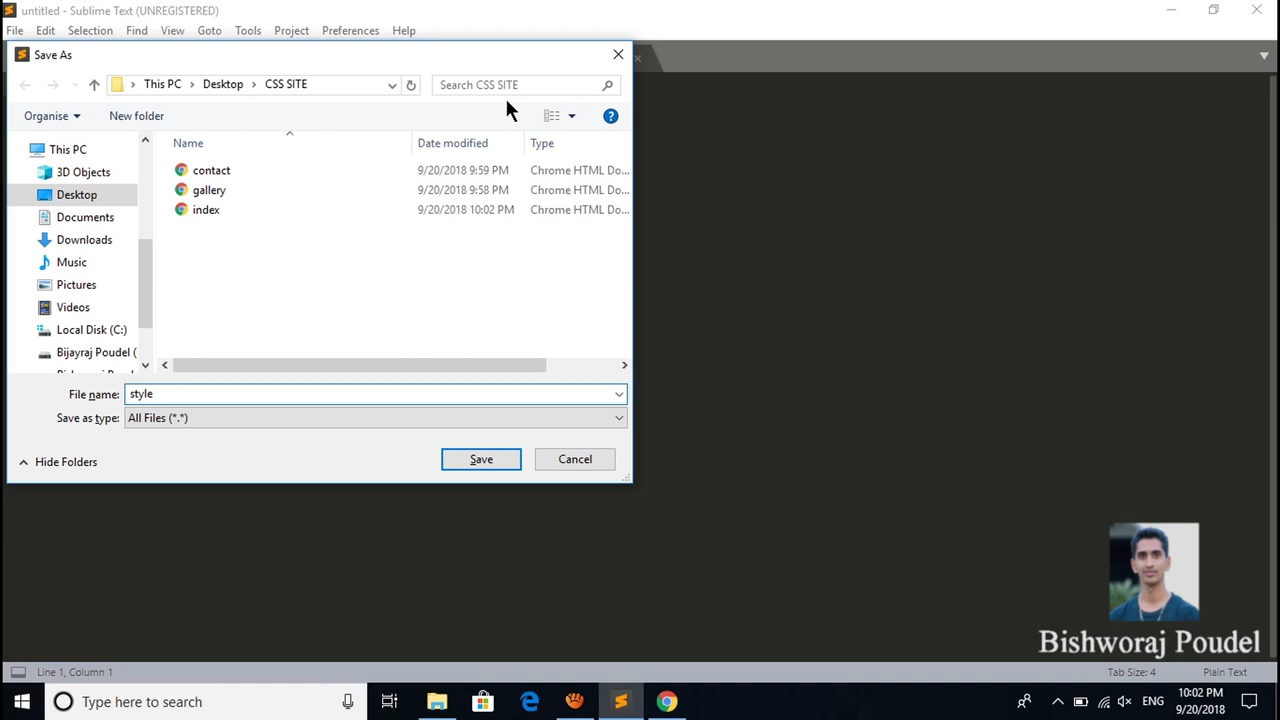 untitled - Sublime Text (UNREGISTERED)
File Edit Selection Find View Goto Tools Project Preferences Help
Save As
This PC Desktop CSS SITE Search CSS SITE
Organise New folder
Name Date modified Type
This PC
3D Objects
Desktop
Documents
Downloads
Music
Pictures
Videos
Local Disk (C:)
Bijayraj Poudel (
contact 9/20/2018 9:59 PM Chrome HTML Do...
gallery 9/20/2018 9:58 PM Chrome HTML Do...
index 9/20/2018 10:02 PM Chrome HTML Do...
File name: style
Save as type: All Files (*.*)
Hide Folders Save Cancel
Bishworaj Poudel
Line 1, Column 1 Tab Size: 4 Plain Text
Type here to search ENG 10:02 PM
9/20/2018